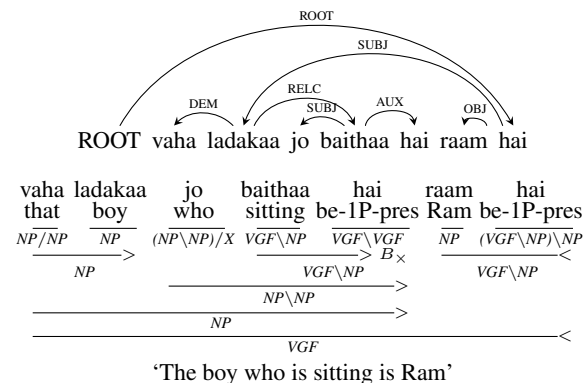 ROOT
SUBJ
RELC
DEM SUBJ AUX OBJ
ROOT vaha ladakaa jo baithaa hai raam hai
vaha ladakaa jo baithaa hai raam hai
that boy who sitting be-1P-pres Ram be-1P-pres
NP/NP NP (NP\NP)/X VGF\NP VGF\VGF NP (VGF\NP)\NP
> > B× <
NP VGF\NP VGF\NP
>
NP\NP
>
NP
<
VGF
‘The boy who is sitting is Ram’